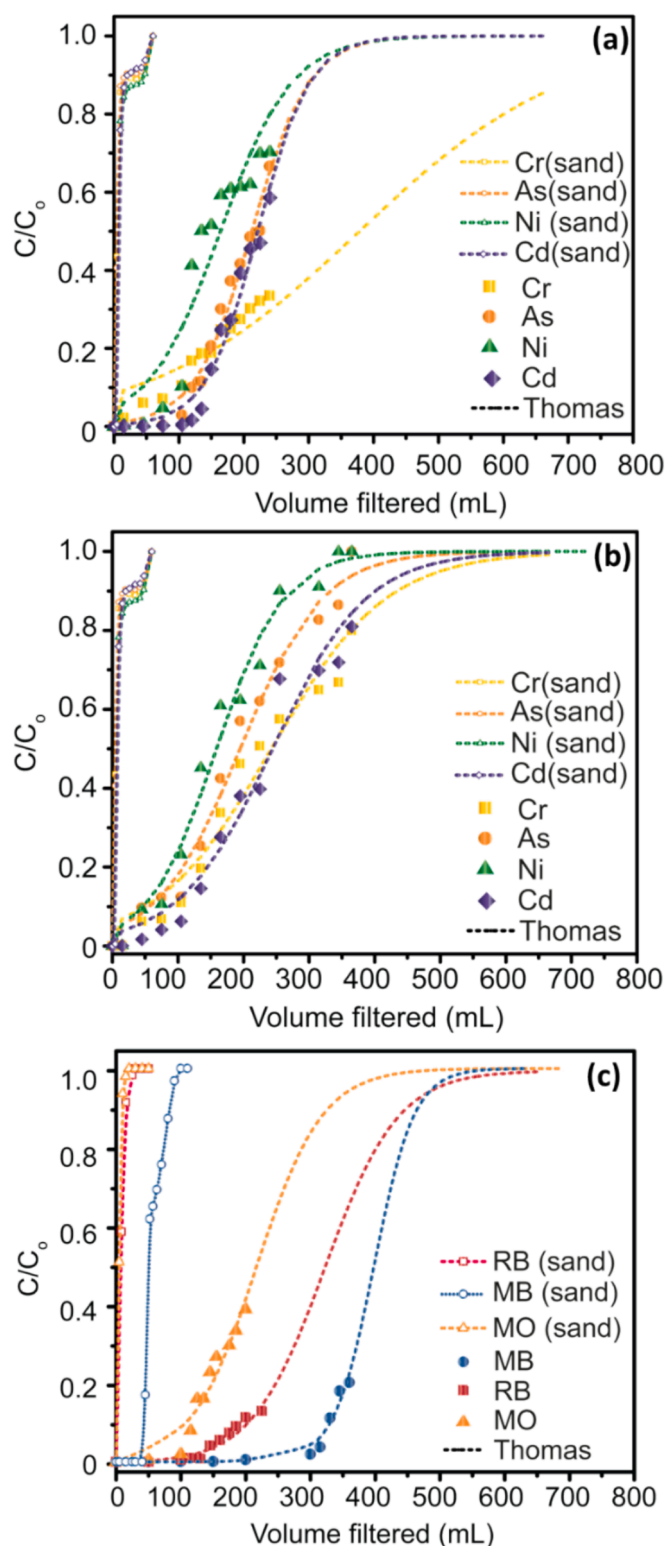 (a)
1.0
0.8
0.6
0.4
0.2
0
C/Co
Cr(sand)
As(sand)
Ni (sand)
Cd(sand)
Cr
As
Ni
Cd
Thomas
0 100 200 300 400 500 600 700 800
Volume filtered (mL)
(b)
1.0
0.8
0.6
0.4
0.2
0
C/Co
Cr(sand)
As(sand)
Ni (sand)
Cd(sand)
Cr
As
Ni
Cd
Thomas
0 100 200 300 400 500 600 700 800
Volume filtered (mL)
(c)
1.0
0.8
0.6
0.4
0.2
0
C/Co
RB (sand)
MB (sand)
MO (sand)
MB
RB
MO
Thomas
0 100 200 300 400 500 600 700 800
Volume filtered (mL)